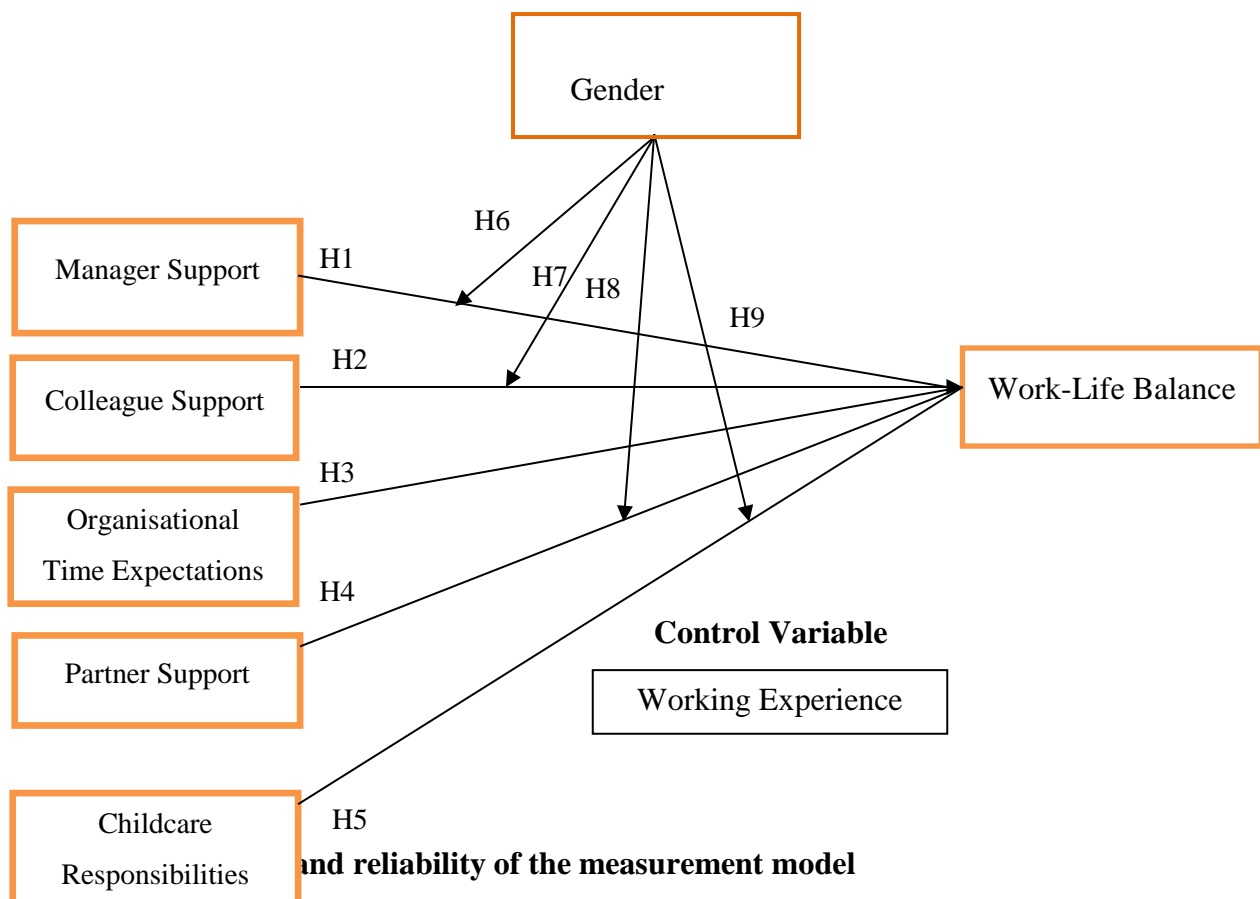 Gender
H6
Manager Support
H1
H7
H8
H9
Colleague Support
H2
Work-Life Balance
H3
Organisational
Time Expectations
H4
Partner Support
Control Variable
Working Experience
Childcare
Responsibilities
H5
and reliability of the measurement model